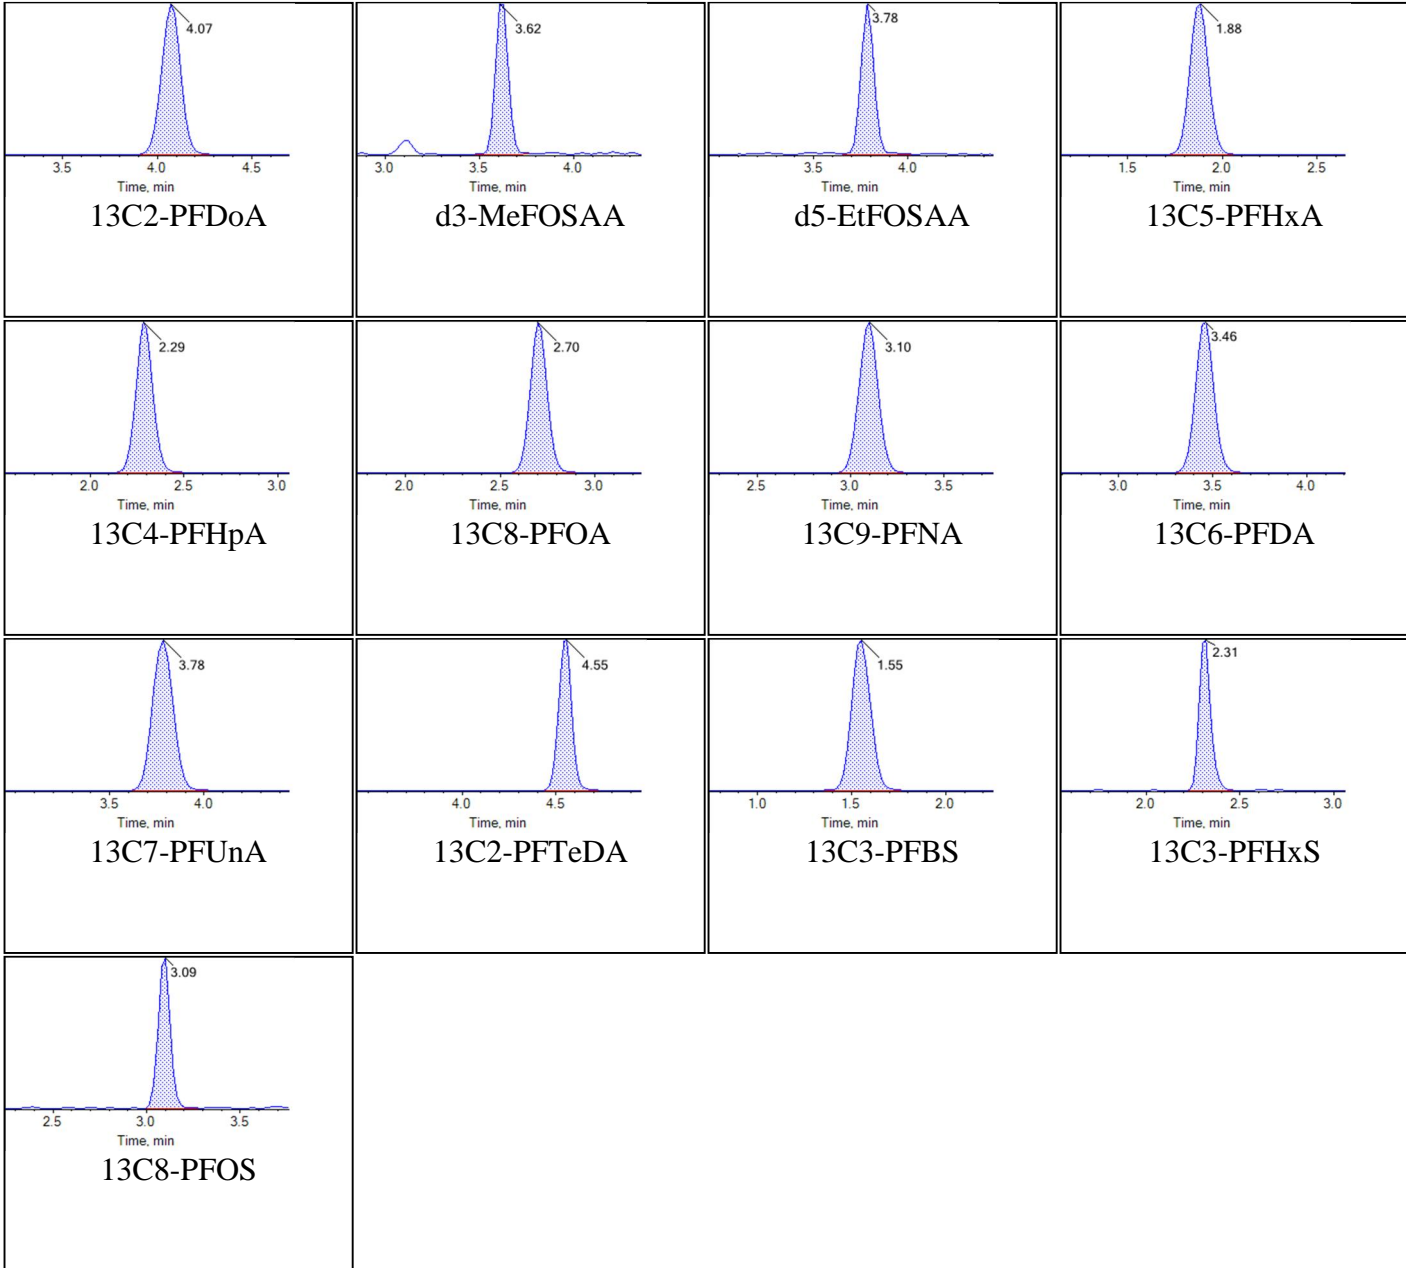 4.07
3.5 4.0 4.5
Time, min
13C2-PFDoA
3.62
3.0 3.5 4.0
Time, min
d3-MeFOSAA
3.78
3.5 4.0
Time, min
d5-EtFOSAA
1.88
1.5 2.0 2.5
Time, min
13C5-PFHxA
2.29
2.0 2.5 3.0
Time, min
13C4-PFHpA
2.70
2.0 2.5 3.0
Time, min
13C8-PFOA
3.10
2.5 3.0 3.5
Time, min
13C9-PFNA
3.46
3.0 3.5 4.0
Time, min
13C6-PFDA
3.78
3.5 4.0
Time, min
13C7-PFUnA
4.55
4.0 4.5
Time, min
13C2-PFTeDA
1.55
1.0 1.5 2.0
Time, min
13C3-PFBS
2.31
2.0 2.5 3.0
Time, min
13C3-PFHxS
3.09
2.5 3.0 3.5
Time, min
13C8-PFOS